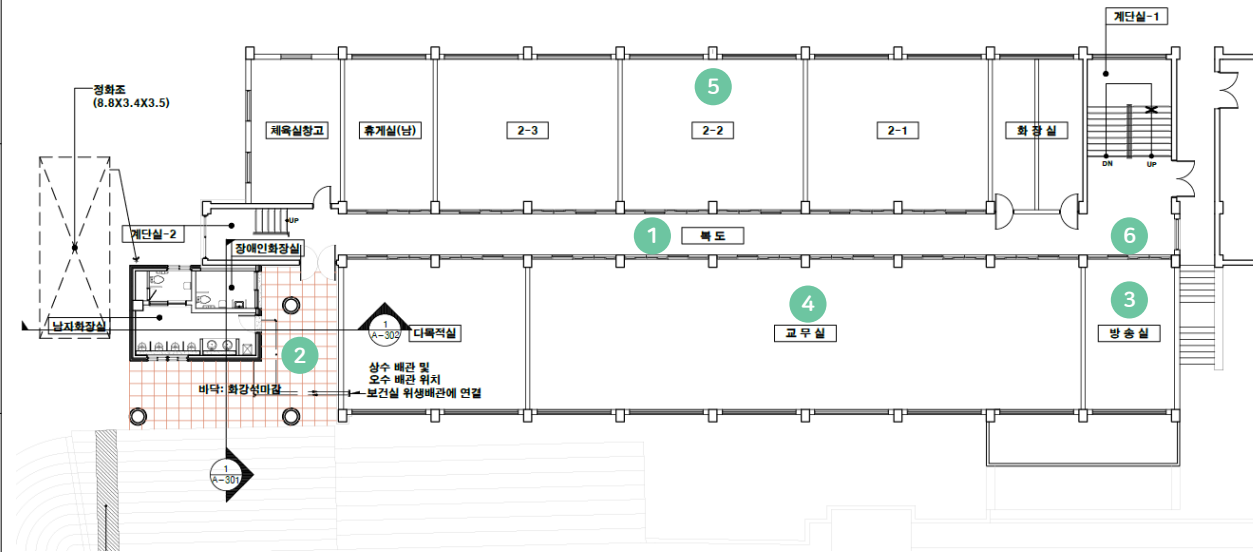 계단실-1
정화조
(8.8X3.4X3.5)
5
체육실창고
휴게실(남)
2-3
2-2
2-1
화 장 실
DN
UP
UP
계단실-2
장애인화장실
1
복 도
6
남자화장실
1
A-302
다목적실
4
교 무 실
3
방 송 실
2
상수 배관 및
오수 배관 위치
보건실 위생배관에 연결
바닥: 화강석마감
1
A-301